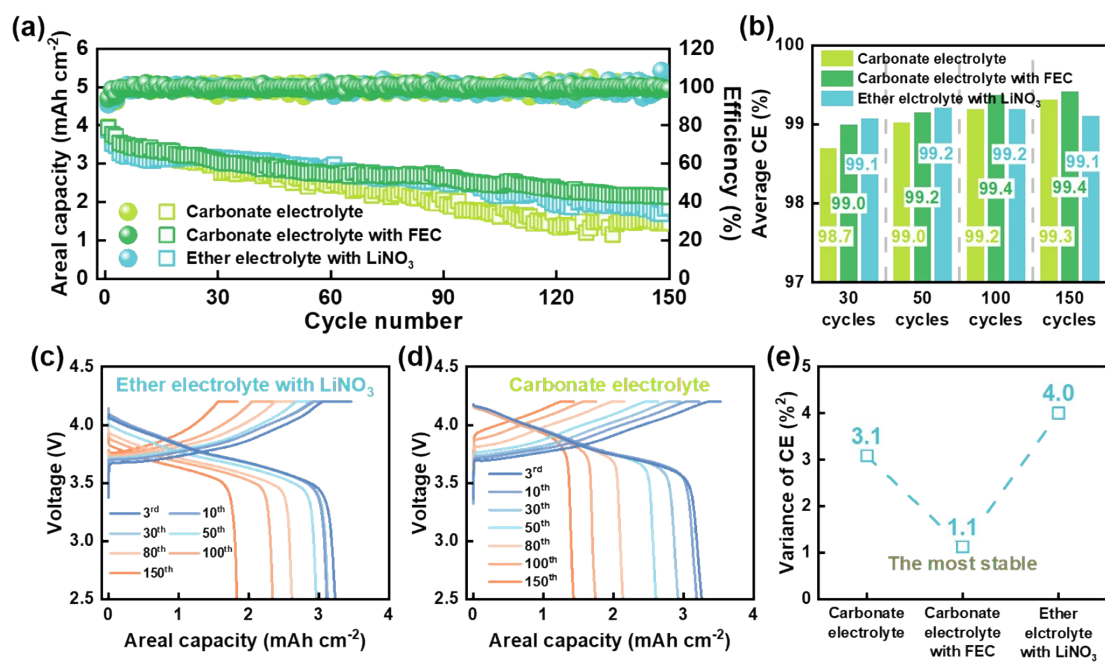 (a)
Areal capacity (mAh cm⁻²)
6
5
4
3
2
1
0
120
100
80
60
40
20
0
Efficiency (%)
Carbonate electrolyte
Carbonate electrolyte with FEC
Ether electrolyte with LiNO₃
0 30 60 90 120 150
Cycle number
(b)
Average CE (%)
100
99
98
97
Carbonate electrolyte
Carbonate electrolyte with FEC
Ether elctrolyte with LiNO₃
98.7 99.0 99.1
99.0 99.2 99.2
99.2 99.4 99.2
99.3 99.4 99.1
30 50 100 150
cycles cycles cycles cycles
(c)
Ether electrolyte with LiNO₃
Voltage (V)
4.5
4.0
3.5
3.0
2.5
3ʳᵈ 10ᵗʰ
30ᵗʰ 50ᵗʰ
80ᵗʰ 100ᵗʰ
150ᵗʰ
0 1 2 3 4
Areal capacity (mAh cm⁻²)
(d)
Carbonate electrolyte
Voltage (V)
4.5
4.0
3.5
3.0
2.5
3ʳᵈ
10ᵗʰ
30ᵗʰ
50ᵗʰ
80ᵗʰ
100ᵗʰ
150ᵗʰ
0 1 2 3 4
Areal capacity (mAh cm⁻²)
(e)
Variance of CE (%²)
5
4
3
2
1
0
3.1
1.1
4.0
The most stable
Carbonate
electrolyte
Carbonate
electrolyte
with FEC
Ether
elctrolyte
with LiNO₃